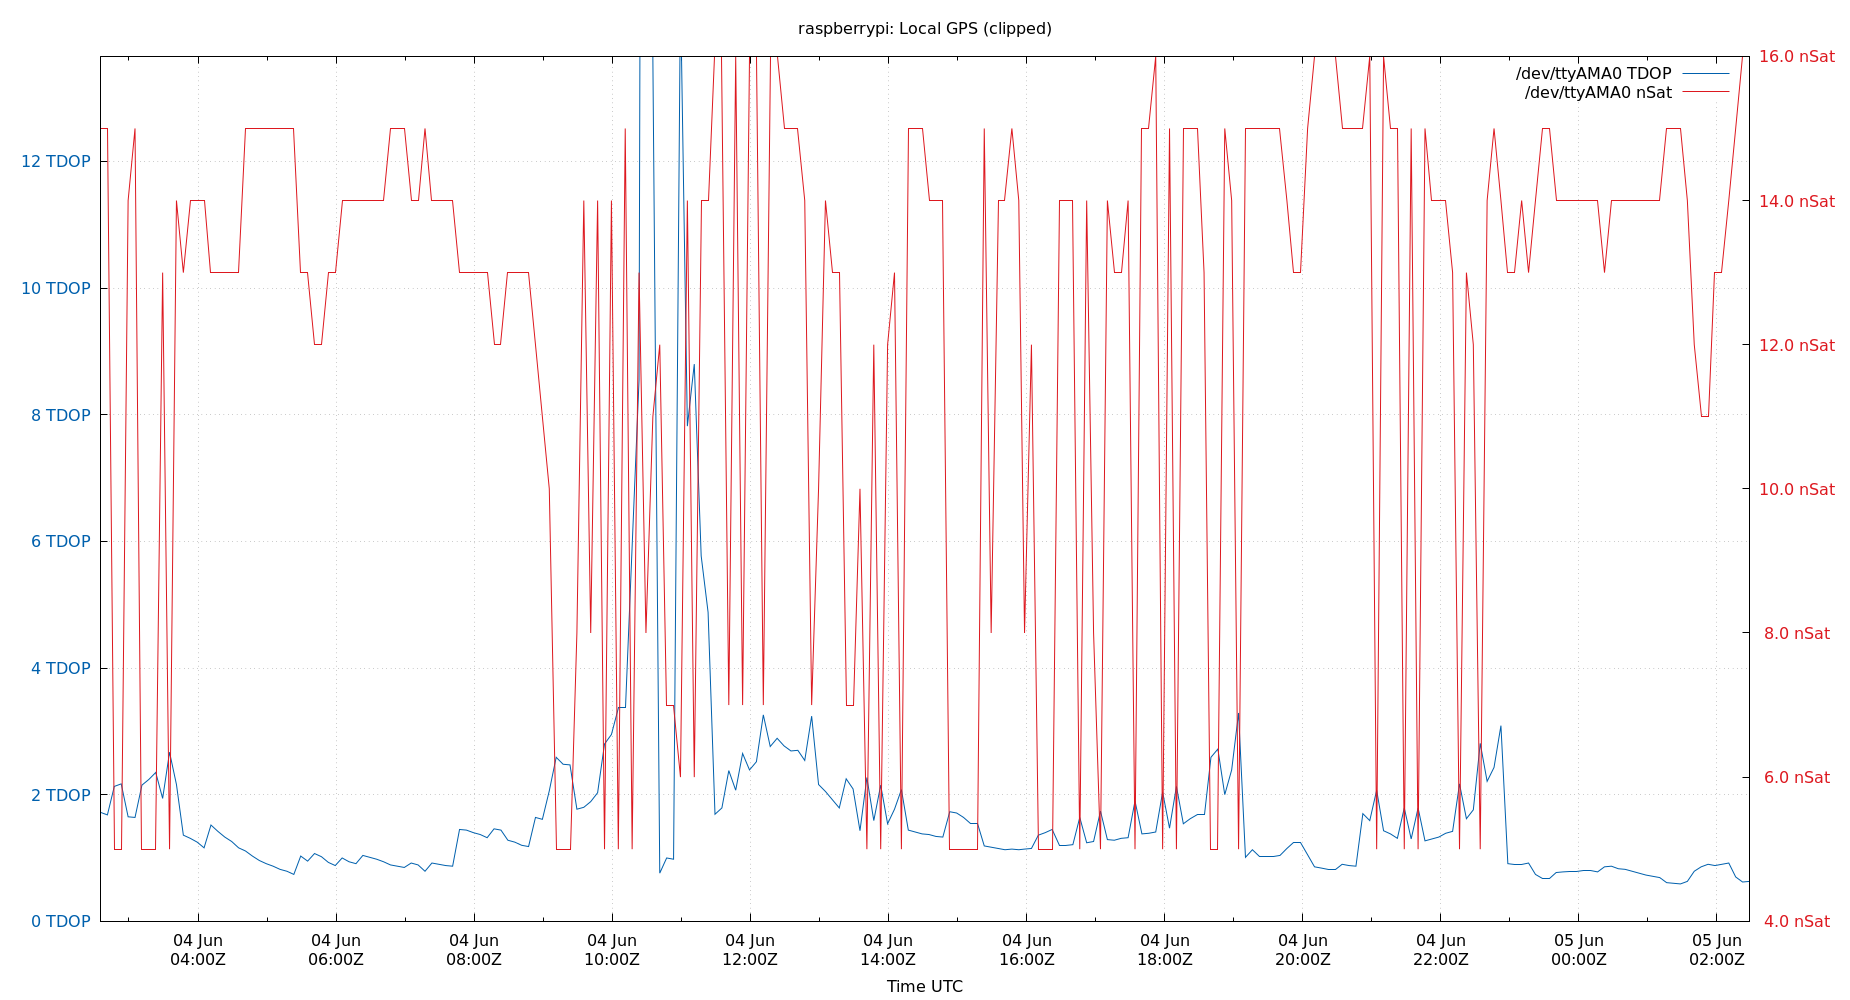 raspberrypi: Local GPS (clipped)
/dev/ttyAMA0 TDOP
/dev/ttyAMA0 nSat
12 TDOP
10 TDOP
8 TDOP
6 TDOP
4 TDOP
2 TDOP
0 TDOP
16.0 nSat
14.0 nSat
12.0 nSat
10.0 nSat
8.0 nSat
6.0 nSat
4.0 nSat
04 Jun
04:00Z
04 Jun
06:00Z
04 Jun
08:00Z
04 Jun
10:00Z
04 Jun
12:00Z
04 Jun
14:00Z
04 Jun
16:00Z
04 Jun
18:00Z
04 Jun
20:00Z
04 Jun
22:00Z
05 Jun
00:00Z
05 Jun
02:00Z
Time UTC